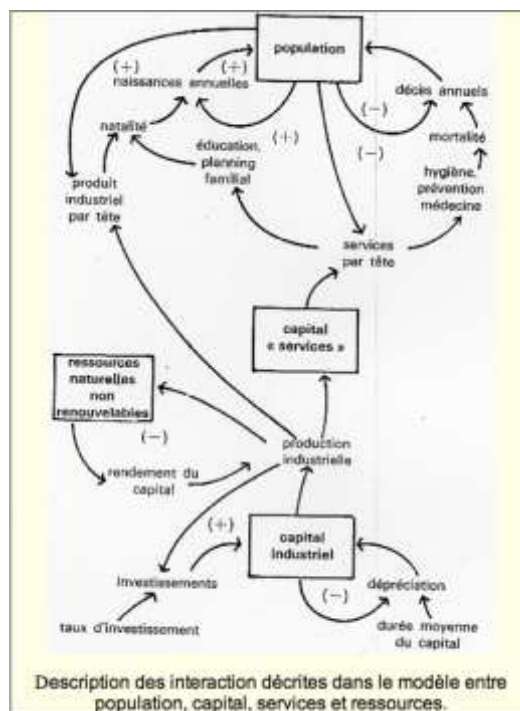 population
(+)
(+)
naissances annuelles
(-)
décès annuels
natalité
(+)
(-)
mortalité
éducation,
planning
familial
produit
industriel
par tête
hygiène,
prévention
médecine
services
par tête
capital
« services »
ressources
naturelles
non
renouvelables
(-)
production
industrielle
rendement du
capital
(+)
capital
industriel
investissements
(-)
dépréciation
taux d'investissement
durée moyenne
du capital
Description des interaction décrites dans le modèle entre
population, capital, services et ressources.